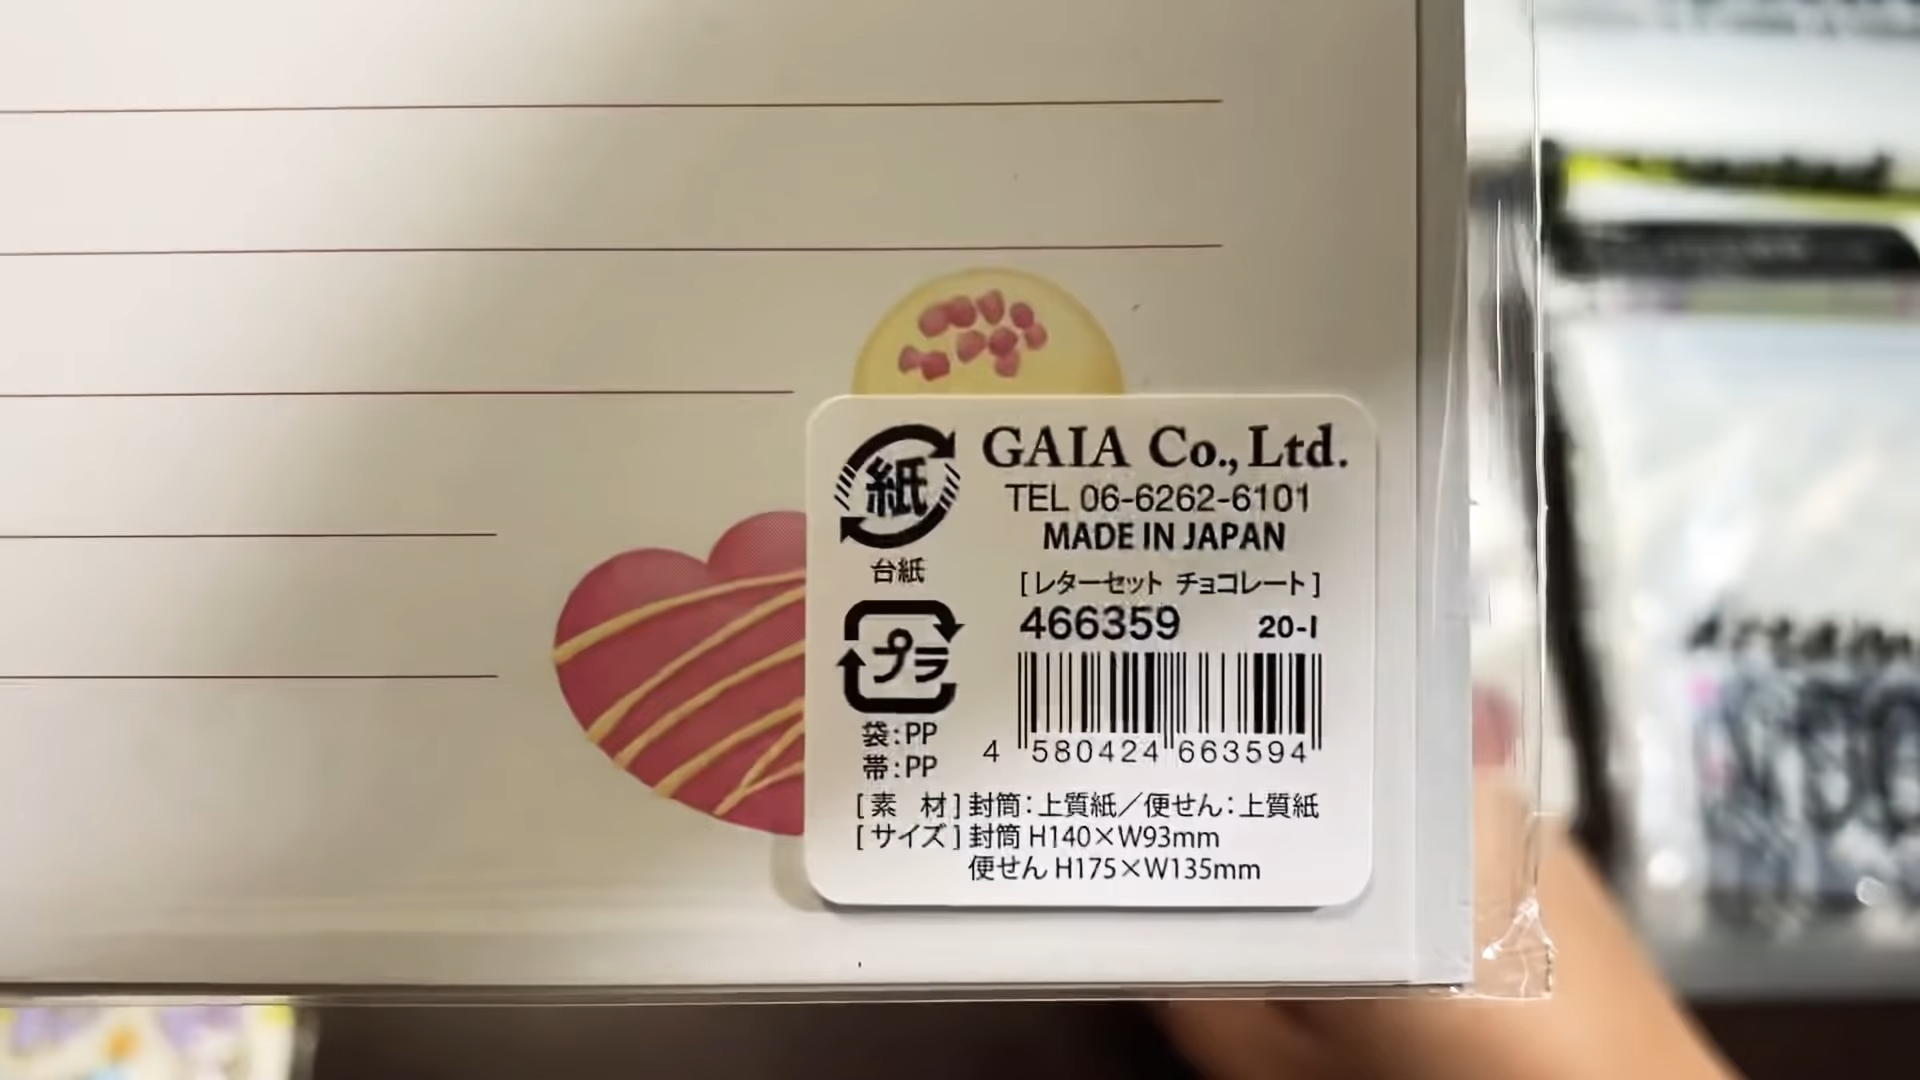 GAIA Co., Ltd.
TEL 06-6262-6101
MADE IN JAPAN
[レターセット チョコレート]
466359 20-I
4 580424 663594
紙
台紙
プラ
袋:PP
帯:PP
[素 材]封筒:上質紙/便せん:上質紙
[サイズ]封筒 H140×W93mm
便せん H175×W135mm